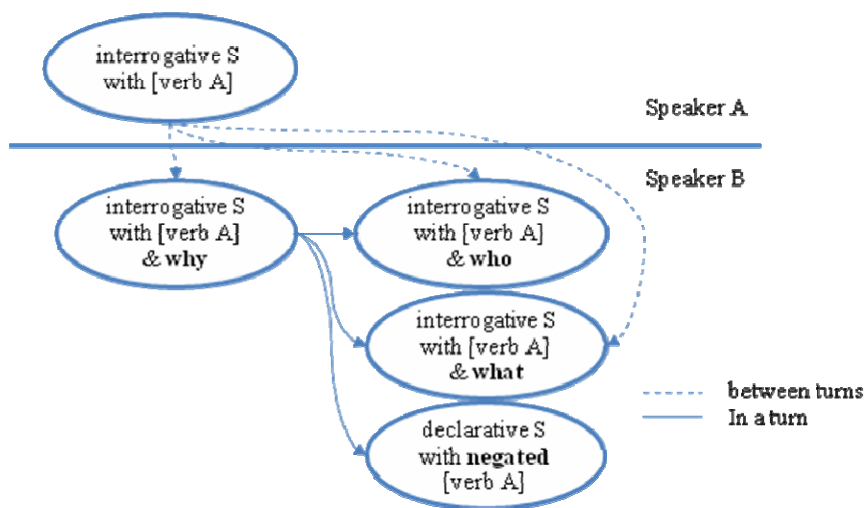 interrogative S
with [verb A]
Speaker A
Speaker B
interrogative S
with [verb A]
& why
interrogative S
with [verb A]
& who
interrogative S
with [verb A]
& what
declarative S
with negated
[verb A]
between turns
In a turn